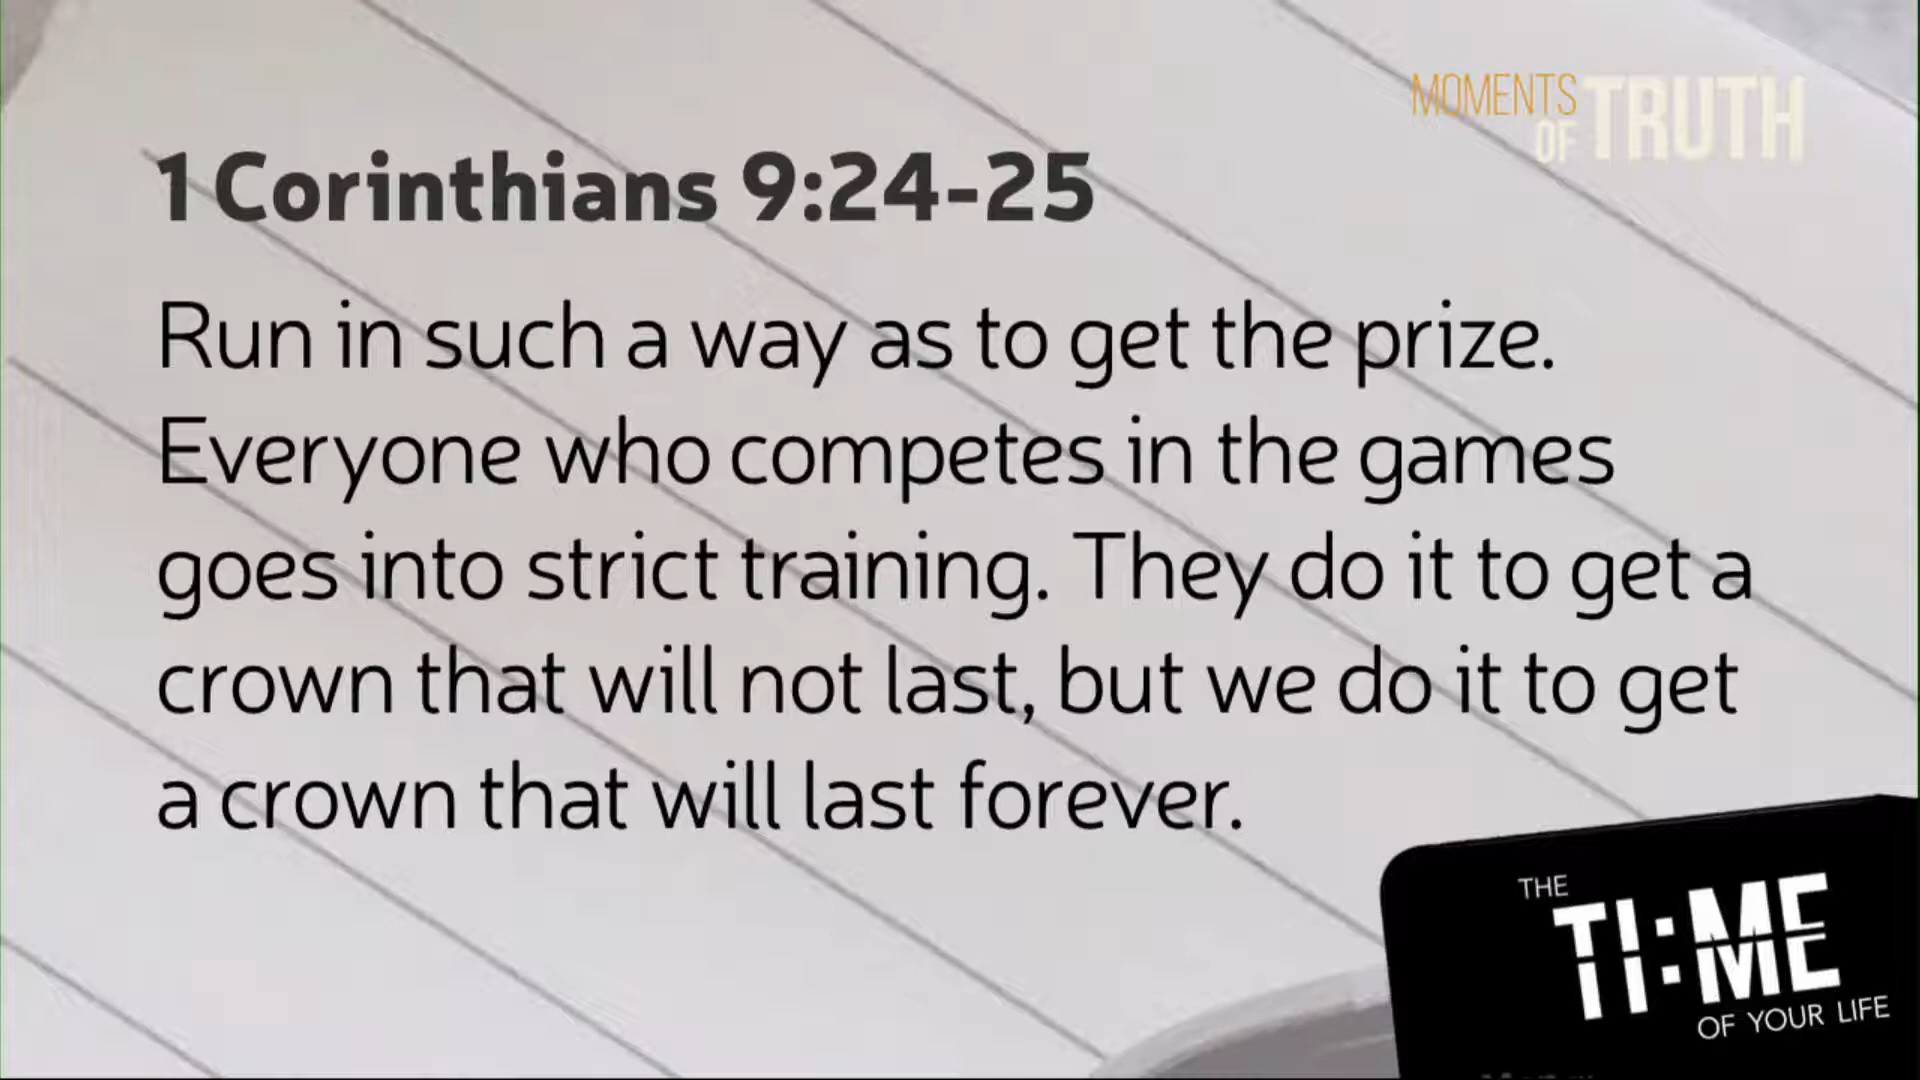 MOMENTS
OF TRUTH
1 Corinthians 9:24-25
Run in such a way as to get the prize.
Everyone who competes in the games
goes into strict training. They do it to get a
crown that will not last, but we do it to get
a crown that will last forever.
THE
TI:ME
OF YOUR LIFE